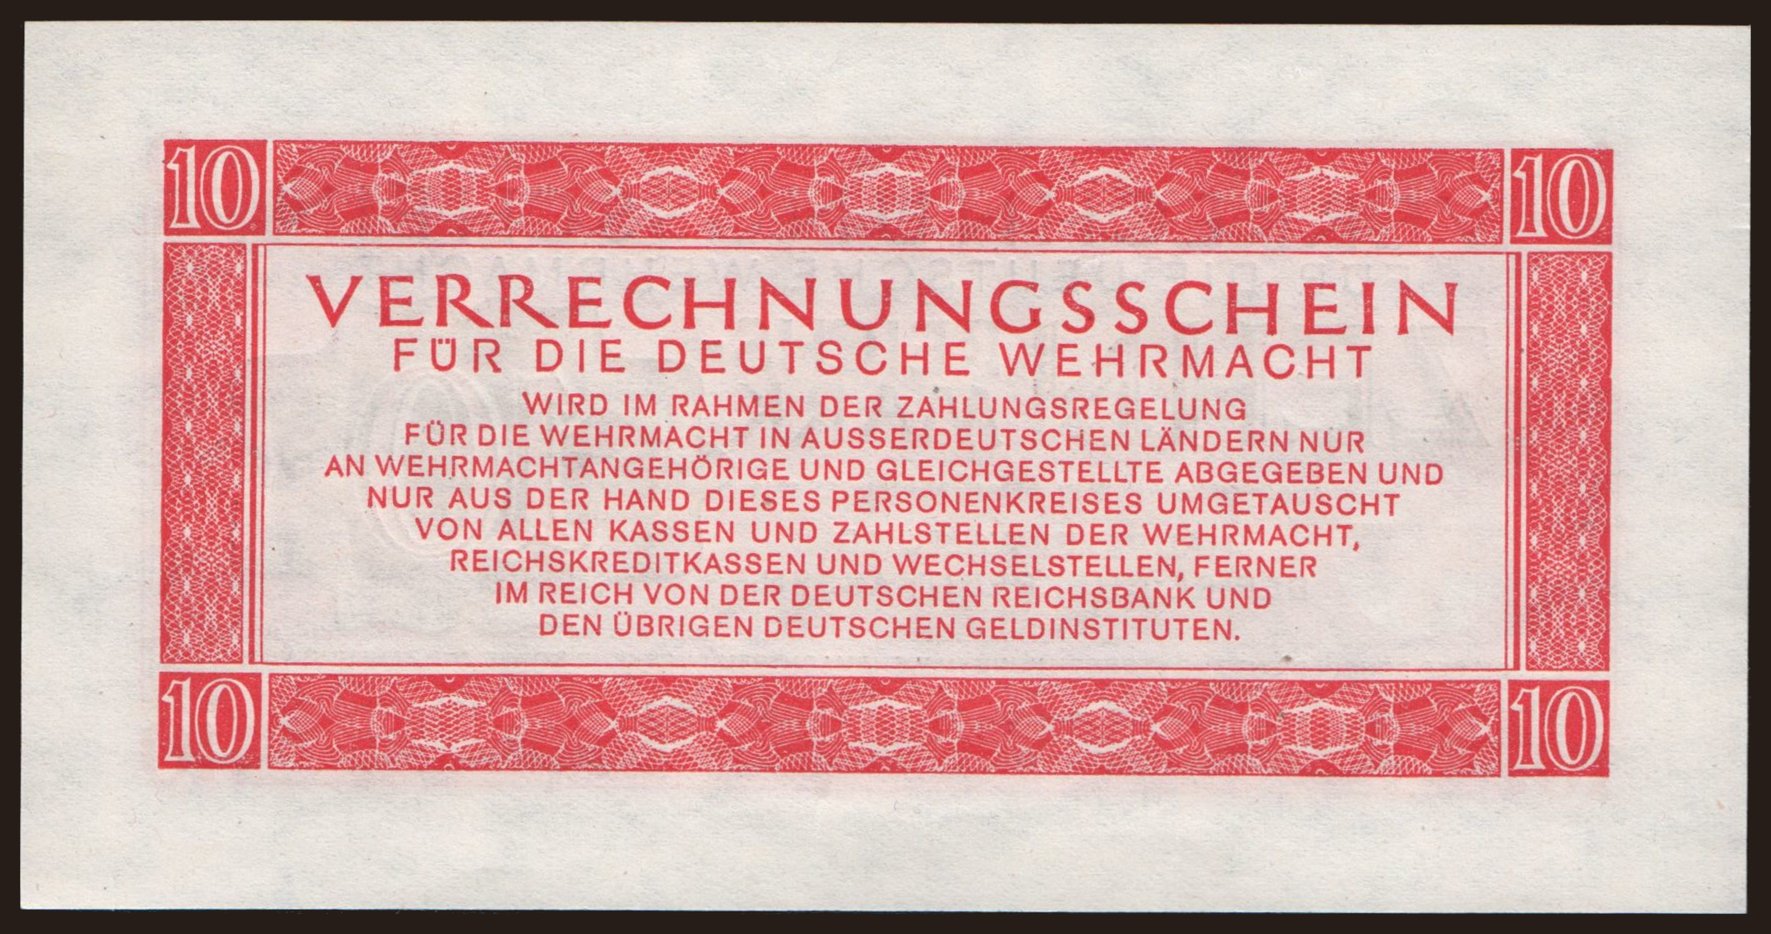 10 10
VERRECHNUNGSSCHEIN
FÜR DIE DEUTSCHE WEHRMACHT
WIRD IM RAHMEN DER ZAHLUNGSREGELUNG
FÜR DIE WEHRMACHT IN AUSSERDEUTSCHEN LÄNDERN NUR
AN WEHRMACHTANGEHÖRIGE UND GLEICHGESTELLTE ABGEGEBEN UND
NUR AUS DER HAND DIESES PERSONENKREISES UMGETAUSCHT
VON ALLEN KASSEN UND ZAHLSTELLEN DER WEHRMACHT,
REICHSKREDITKASSEN UND WECHSELSTELLEN, FERNER
IM REICH VON DER DEUTSCHEN REICHSBANK UND
DEN ÜBRIGEN DEUTSCHEN GELDINSTITUTEN.
10 10